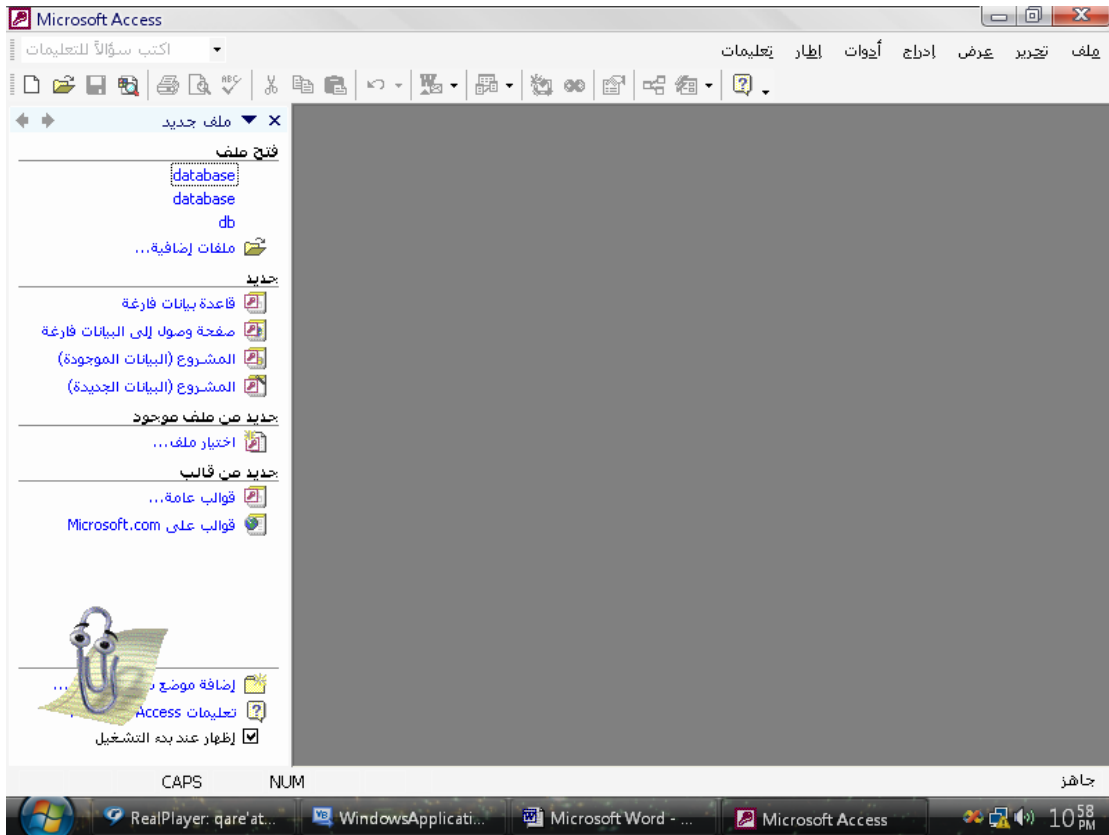 Microsoft Access
ملف تحرير عرض إدراج أدوات إطار تعليمات
اكتب سؤالاً للتعليمات
ملف جديد
فتح ملف
database
database
db
ملفات إضافية...
جديد
قاعدة بيانات فارغة
صفحة وصول إلى البيانات فارغة
المشروع (البيانات الموجودة)
المشروع (البيانات الجديدة)
جديد من ملف موجود
اختيار ملف...
جديد من قالب
قوالب عامة...
قوالب على Microsoft.com
إضافة موضع ...
تعليمات Access
إظهار عند بدء التشغيل
جاهز
CAPS NUM
RealPlayer: qare'at...
WindowsApplicati...
Microsoft Word - ...
Microsoft Access
10 58 PM